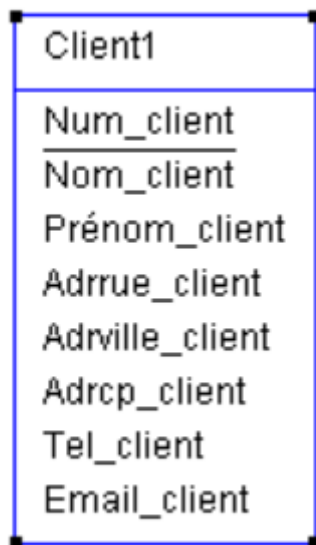 Client1
Num_client
Nom_client
Prénom_client
Adrrue_client
Adrville_client
Adrcp_client
Tel_client
Email_client